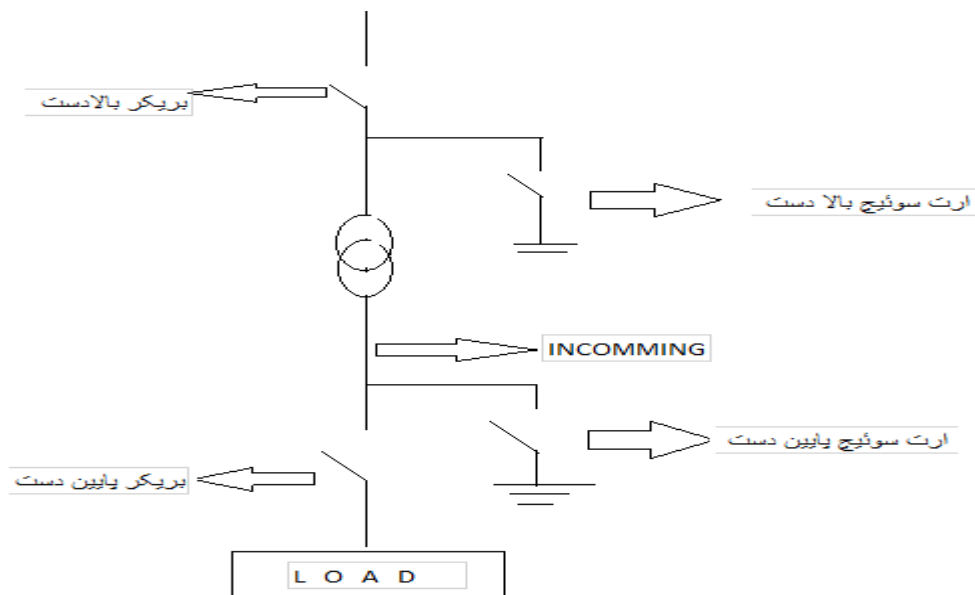 بریکر بالادست
ارت سوئیچ بالا دست
INCOMMING
ارت سوئیچ پایین دست
بریکر پایین دست
L O A D